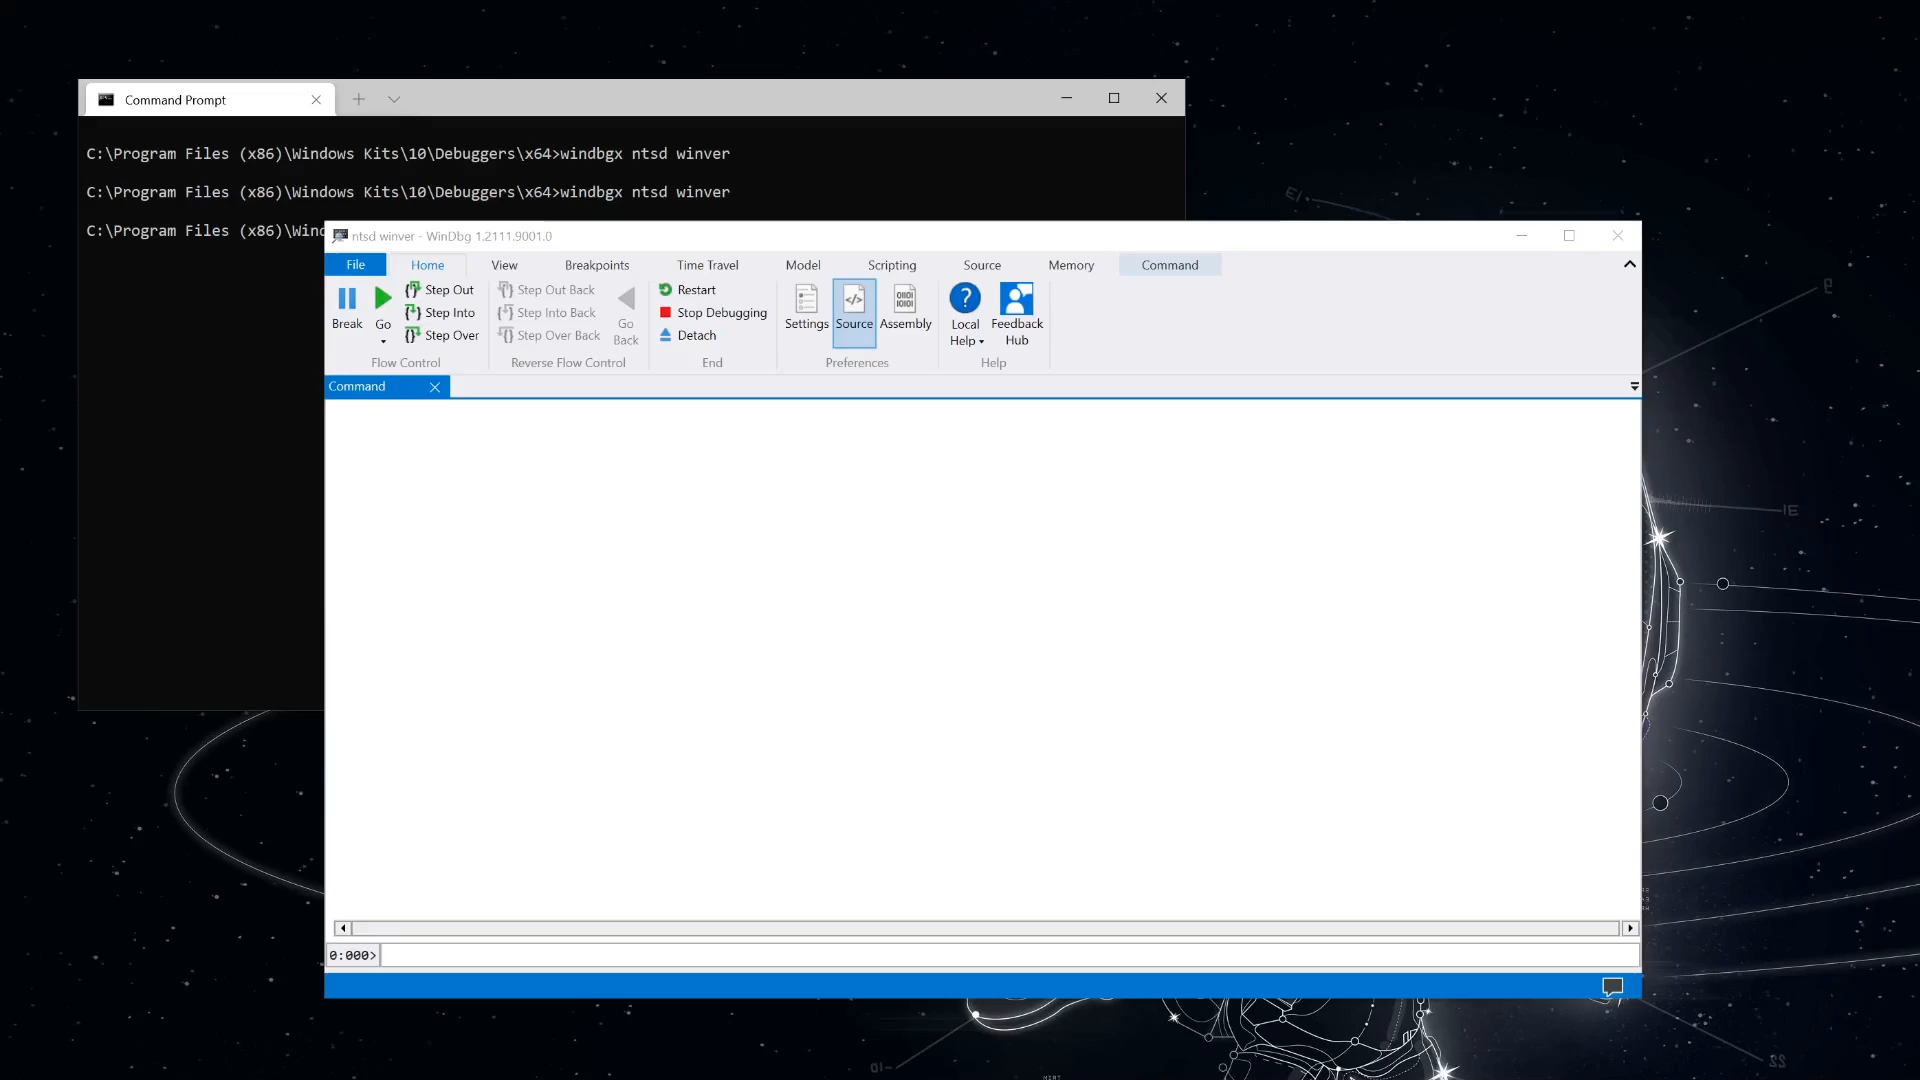 Command Prompt
C:\Program Files (x86)\Windows Kits\10\Debuggers\x64>windbgx ntsd winver
C:\Program Files (x86)\Windows Kits\10\Debuggers\x64>windbgx ntsd winver
C:\Program Files (x86)\Wind
ntsd winver - WinDbg 1.2111.9001.0
File Home View Breakpoints Time Travel Model Scripting Source Memory Command
Break
Go
Step Out
Step Into
Step Over
Flow Control
Step Out Back
Step Into Back
Step Over Back
Go
Back
Reverse Flow Control
Restart
Stop Debugging
Detach
End
Settings
Source
Assembly
Preferences
Local
Help
Feedback
Hub
Help
Command
0:000>